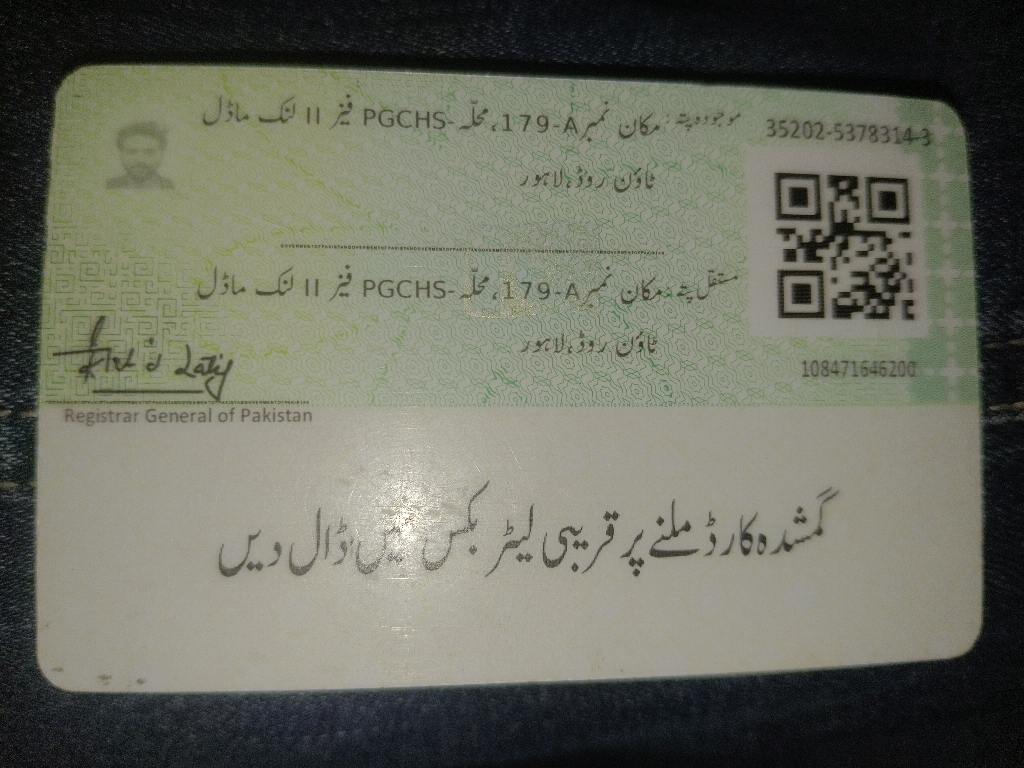 موجودہ پتہ: مکان نمبر 179-A، محلّہ PGCHS- فیز II لنک ماڈل
ٹاؤن روڈ، لاہور
35202-5378314-3
مستقل پتہ: مکان نمبر 179-A، محلّہ PGCHS- فیز II لنک ماڈل
ٹاؤن روڈ، لاہور
108471646200
Registrar General of Pakistan
گمشدہ کارڈ ملنے پر قریبی لیٹر بکس میں ڈال دیں